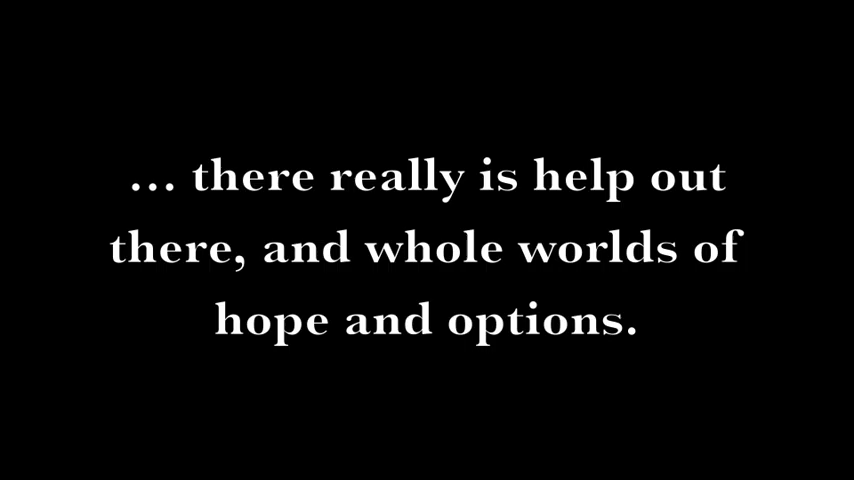 ... there really is help out
there, and whole worlds of
hope and options.